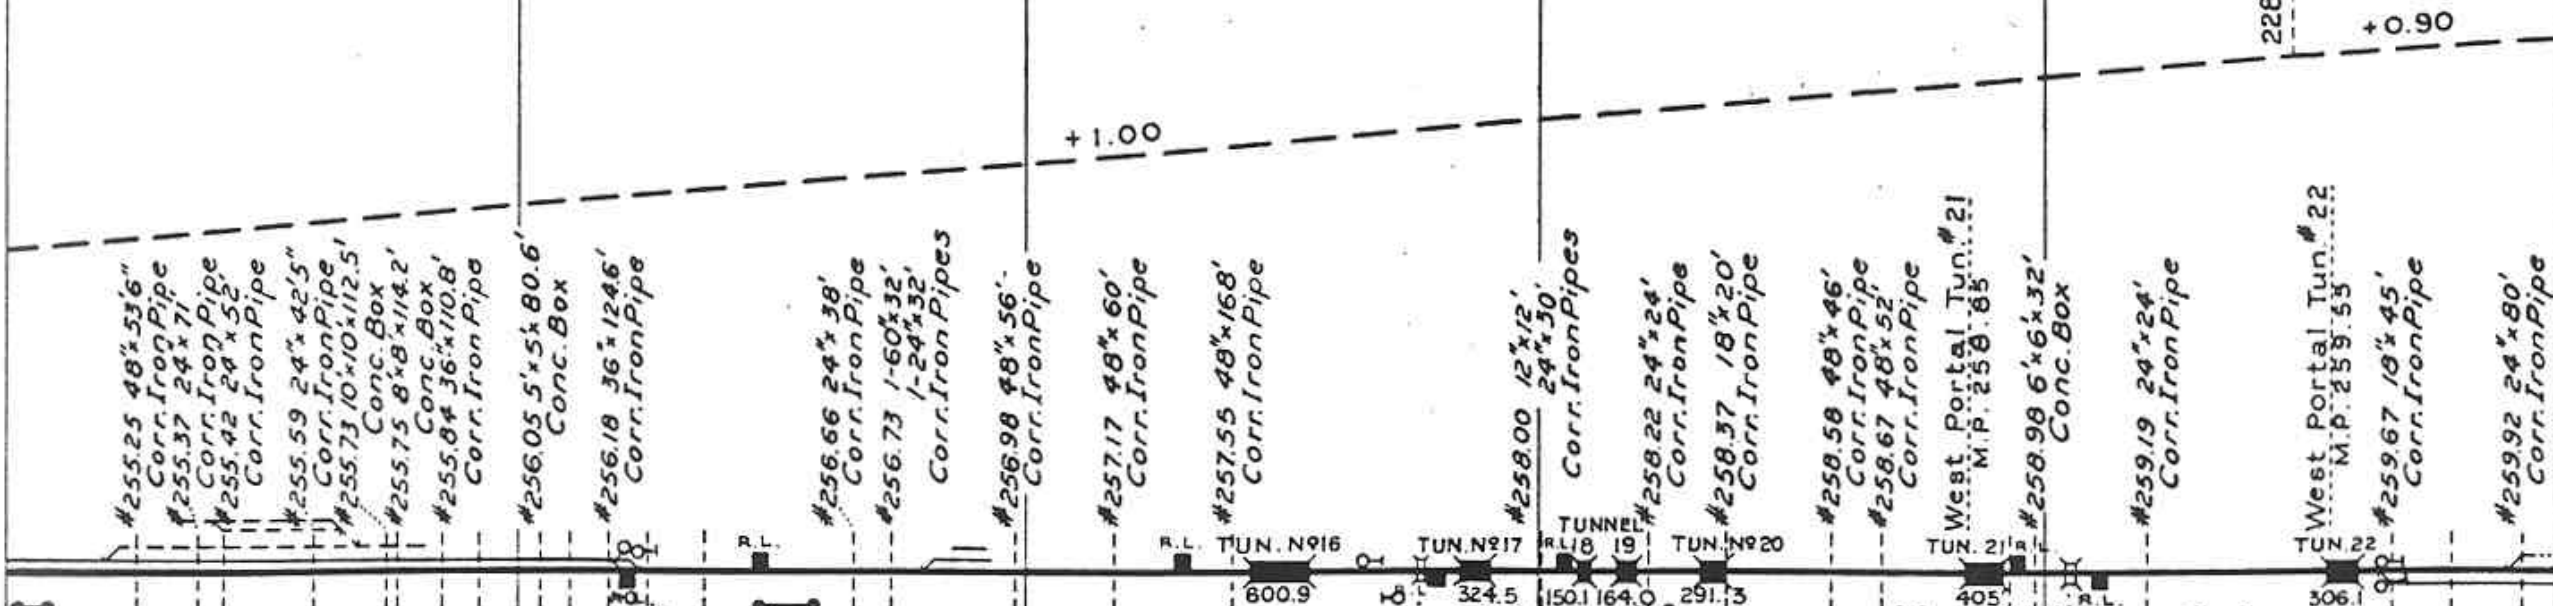 228
+0.90
+1.00
#255.25 48"x53'6"
Corr.Iron Pipe
#255.37 24"x71'
Corr.Iron Pipe
#255.42 24"x52'
Corr.Iron Pipe
#255.59 24"x42'5"
Corr.Iron Pipe
#255.73 10'x10'x112.5'
Conc.Box
#255.75 8'x8'x114.2'
Conc.Box
#255.84 36"x110.8'
Corr.Iron Pipe
#256.05 5'x5'x80.6'
Conc.Box
#256.18 36"x124.6'
Corr.Iron Pipe
#256.66 24"x38'
Corr.Iron Pipe
#256.73 1-60"x32'
1-24"x32'
Corr.Iron Pipes
#256.98 48"x56'
Corr.Iron Pipe
#257.17 48"x60'
Corr.Iron Pipe
#257.55 48"x168'
Corr.Iron Pipe
#258.00 12"x12'
24"x30'
Corr.Iron Pipes
#258.22 24"x24'
Corr.Iron Pipe
#258.37 18"x20'
Corr.Iron Pipe
#258.58 48"x46'
Corr.Iron Pipe
#258.67 48"x52'
Corr.Iron Pipe
West Portal Tun.#21
M.P. 258.85
#258.98 6'x6'x32'
Conc.Box
#259.19 24"x24'
Corr.Iron Pipe
West Portal Tun.#22
M.P. 259.53
#259.67 18"x45'
Corr.Iron Pipe
#259.92 24"x80'
Corr.Iron Pipe
R.L.
R.L.
TUN. Nº16
TUN. Nº17
R.L.
TUNNEL
18 19
TUN. Nº20
TUN. 21
R.L.
TUN. 22
600.9
324.5
150.1
164.0
291.3
405
R.L.
306.1